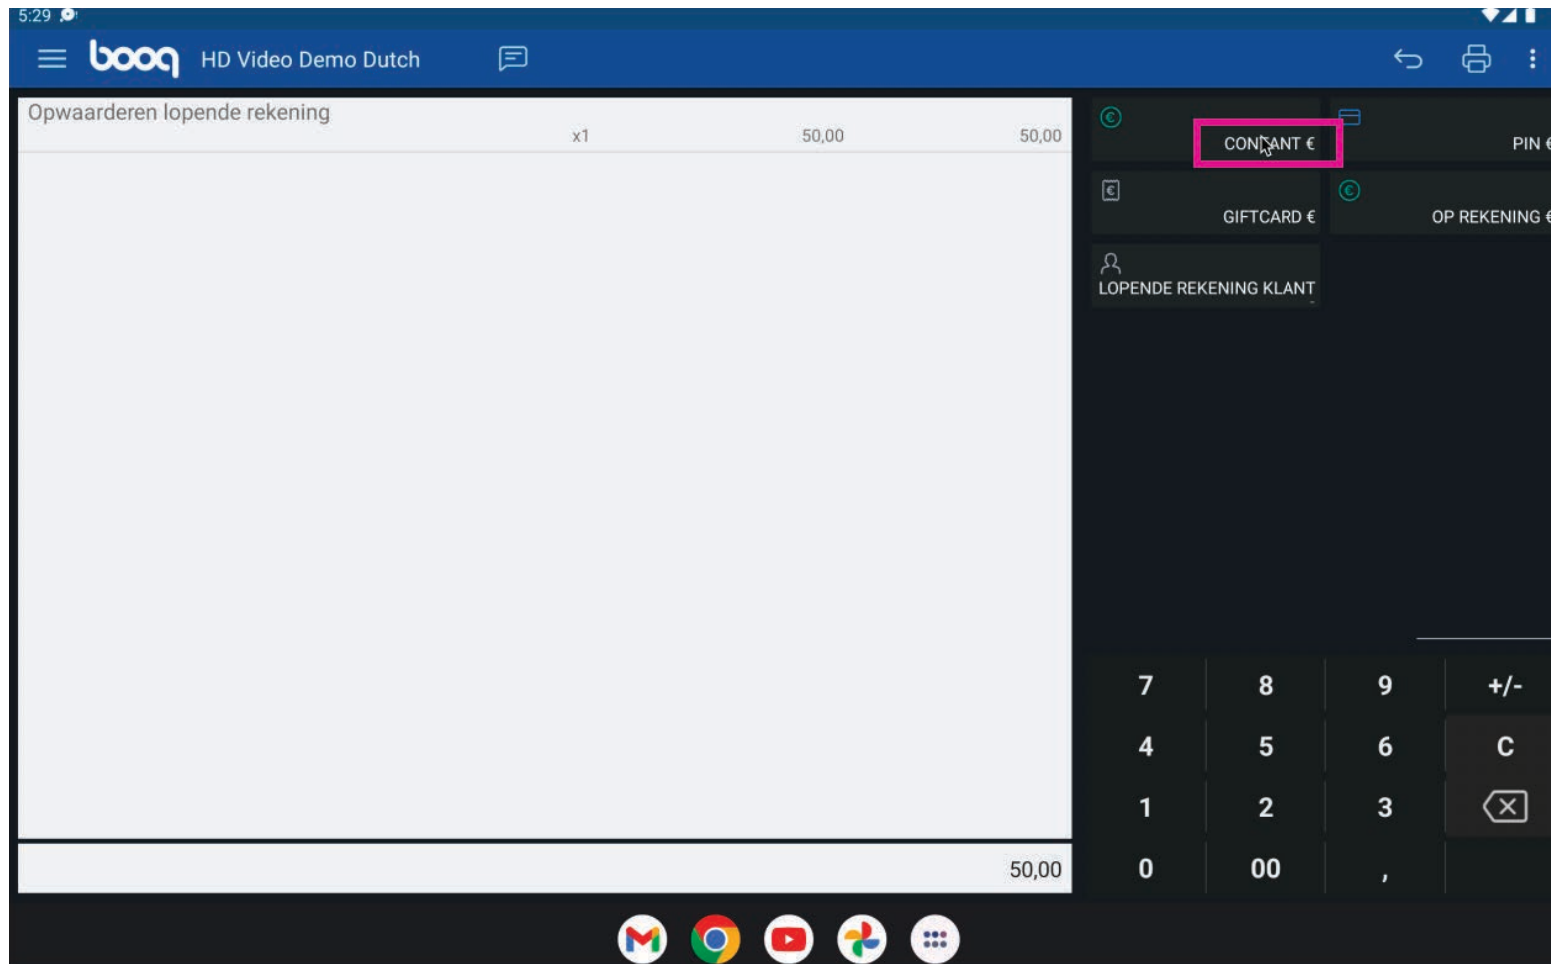 5:29
booq HD Video Demo Dutch
Opwaarderen lopende rekening
x1 50,00 50,00
CONTANT €
PIN €
GIFTCARD €
OP REKENING €
LOPENDE REKENING KLANT
-
7 8 9 +/-
4 5 6 C
1 2 3
50,00
0 00 ,